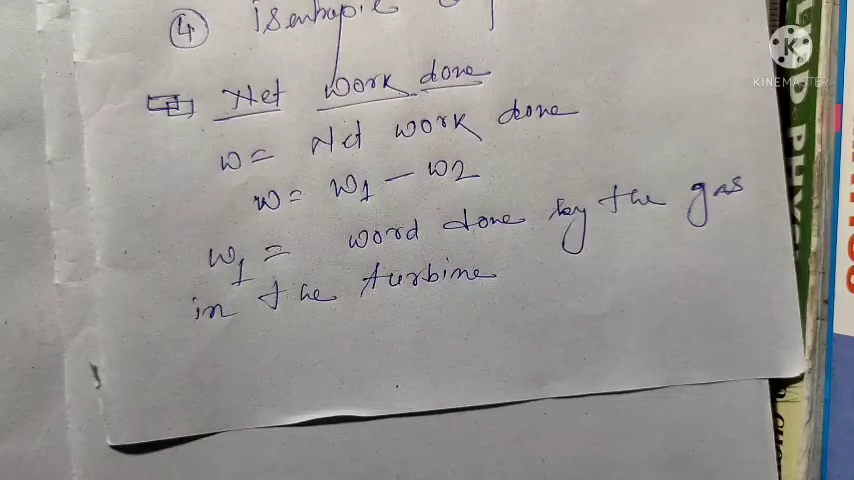 ④ Isentropic
Net work done
W = Net work done
W = W1 - W2
W1 = word done by the gas
in the turbine
KINEMASTER